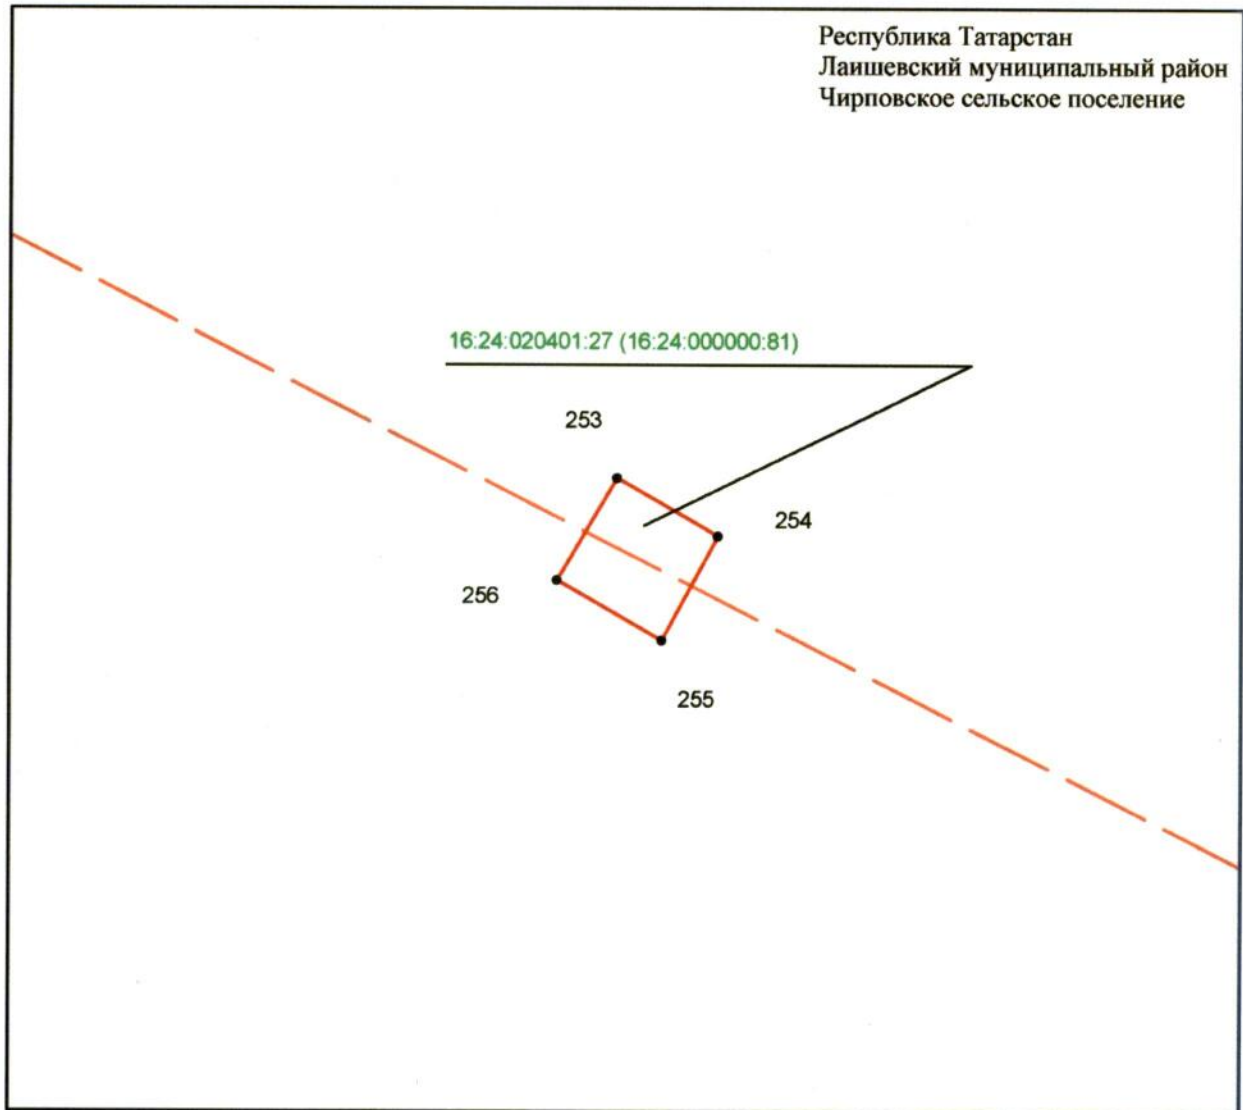 Республика Татарстан
Лаишевский муниципальный район
Чирповское сельское поселение
16:24:020401:27 (16:24:000000:81)
253
254
256
255